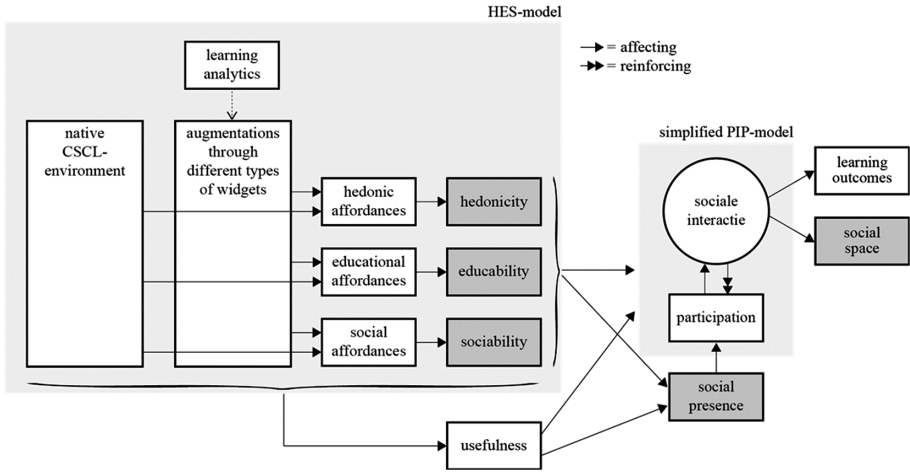 HES-model
learning
analytics
= affecting
= reinforcing
native
CSCL-
environment
augmentations
through
different types
of widgets
hedonic
affordances
hedonicity
educational
affordances
educability
social
affordances
sociability
usefulness
simplified PIP-model
sociale
interactie
participation
social
presence
learning
outcomes
social
space